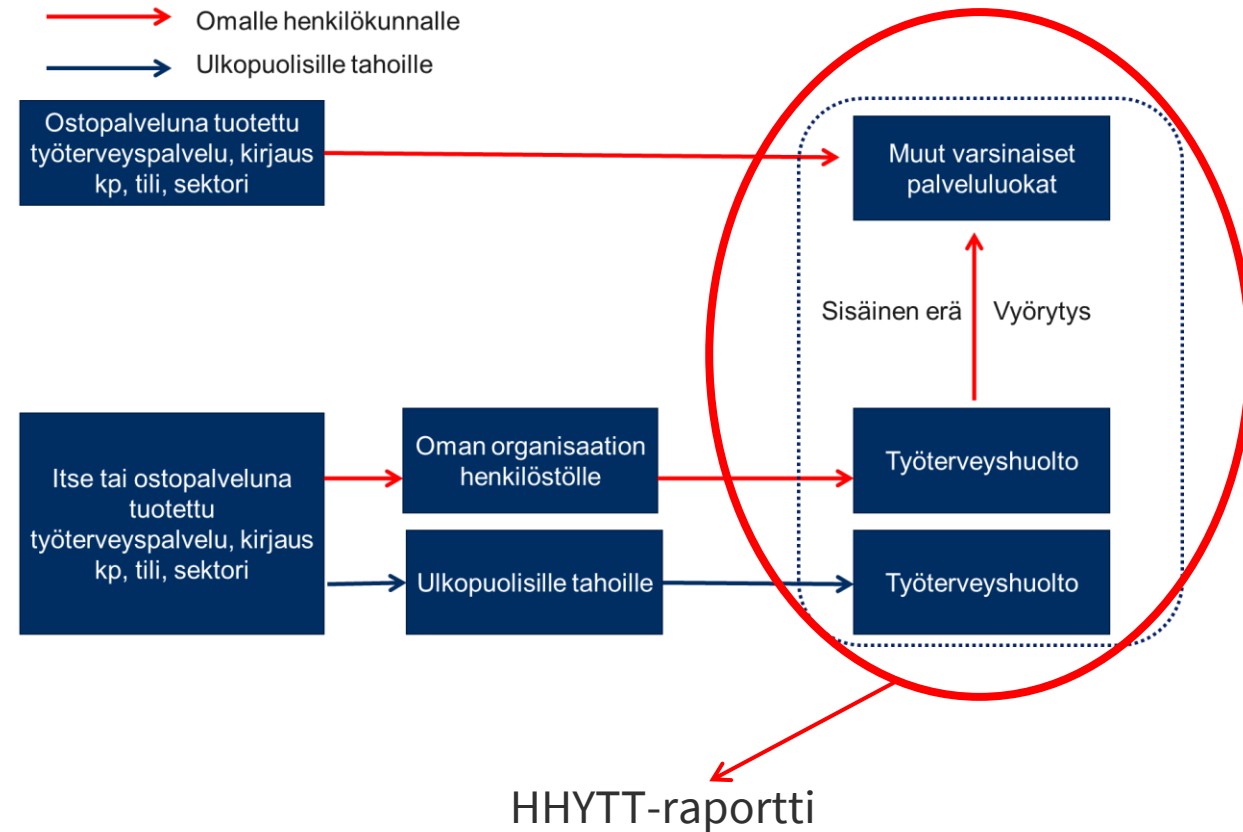 Omalle henkilökunnalle
Ulkopuolisille tahoille
Ostopalveluna tuotettu
työterveyspalvelu, kirjaus
kp, tili, sektori
Muut varsinaiset
palveluluokat
Sisäinen erä
Vyörytys
Itse tai ostopalveluna
tuotettu
työterveyspalvelu, kirjaus
kp, tili, sektori
Oman organisaation
henkilöstölle
Työterveyshuolto
Ulkopuolisille tahoille
Työterveyshuolto
HHYTT-raportti